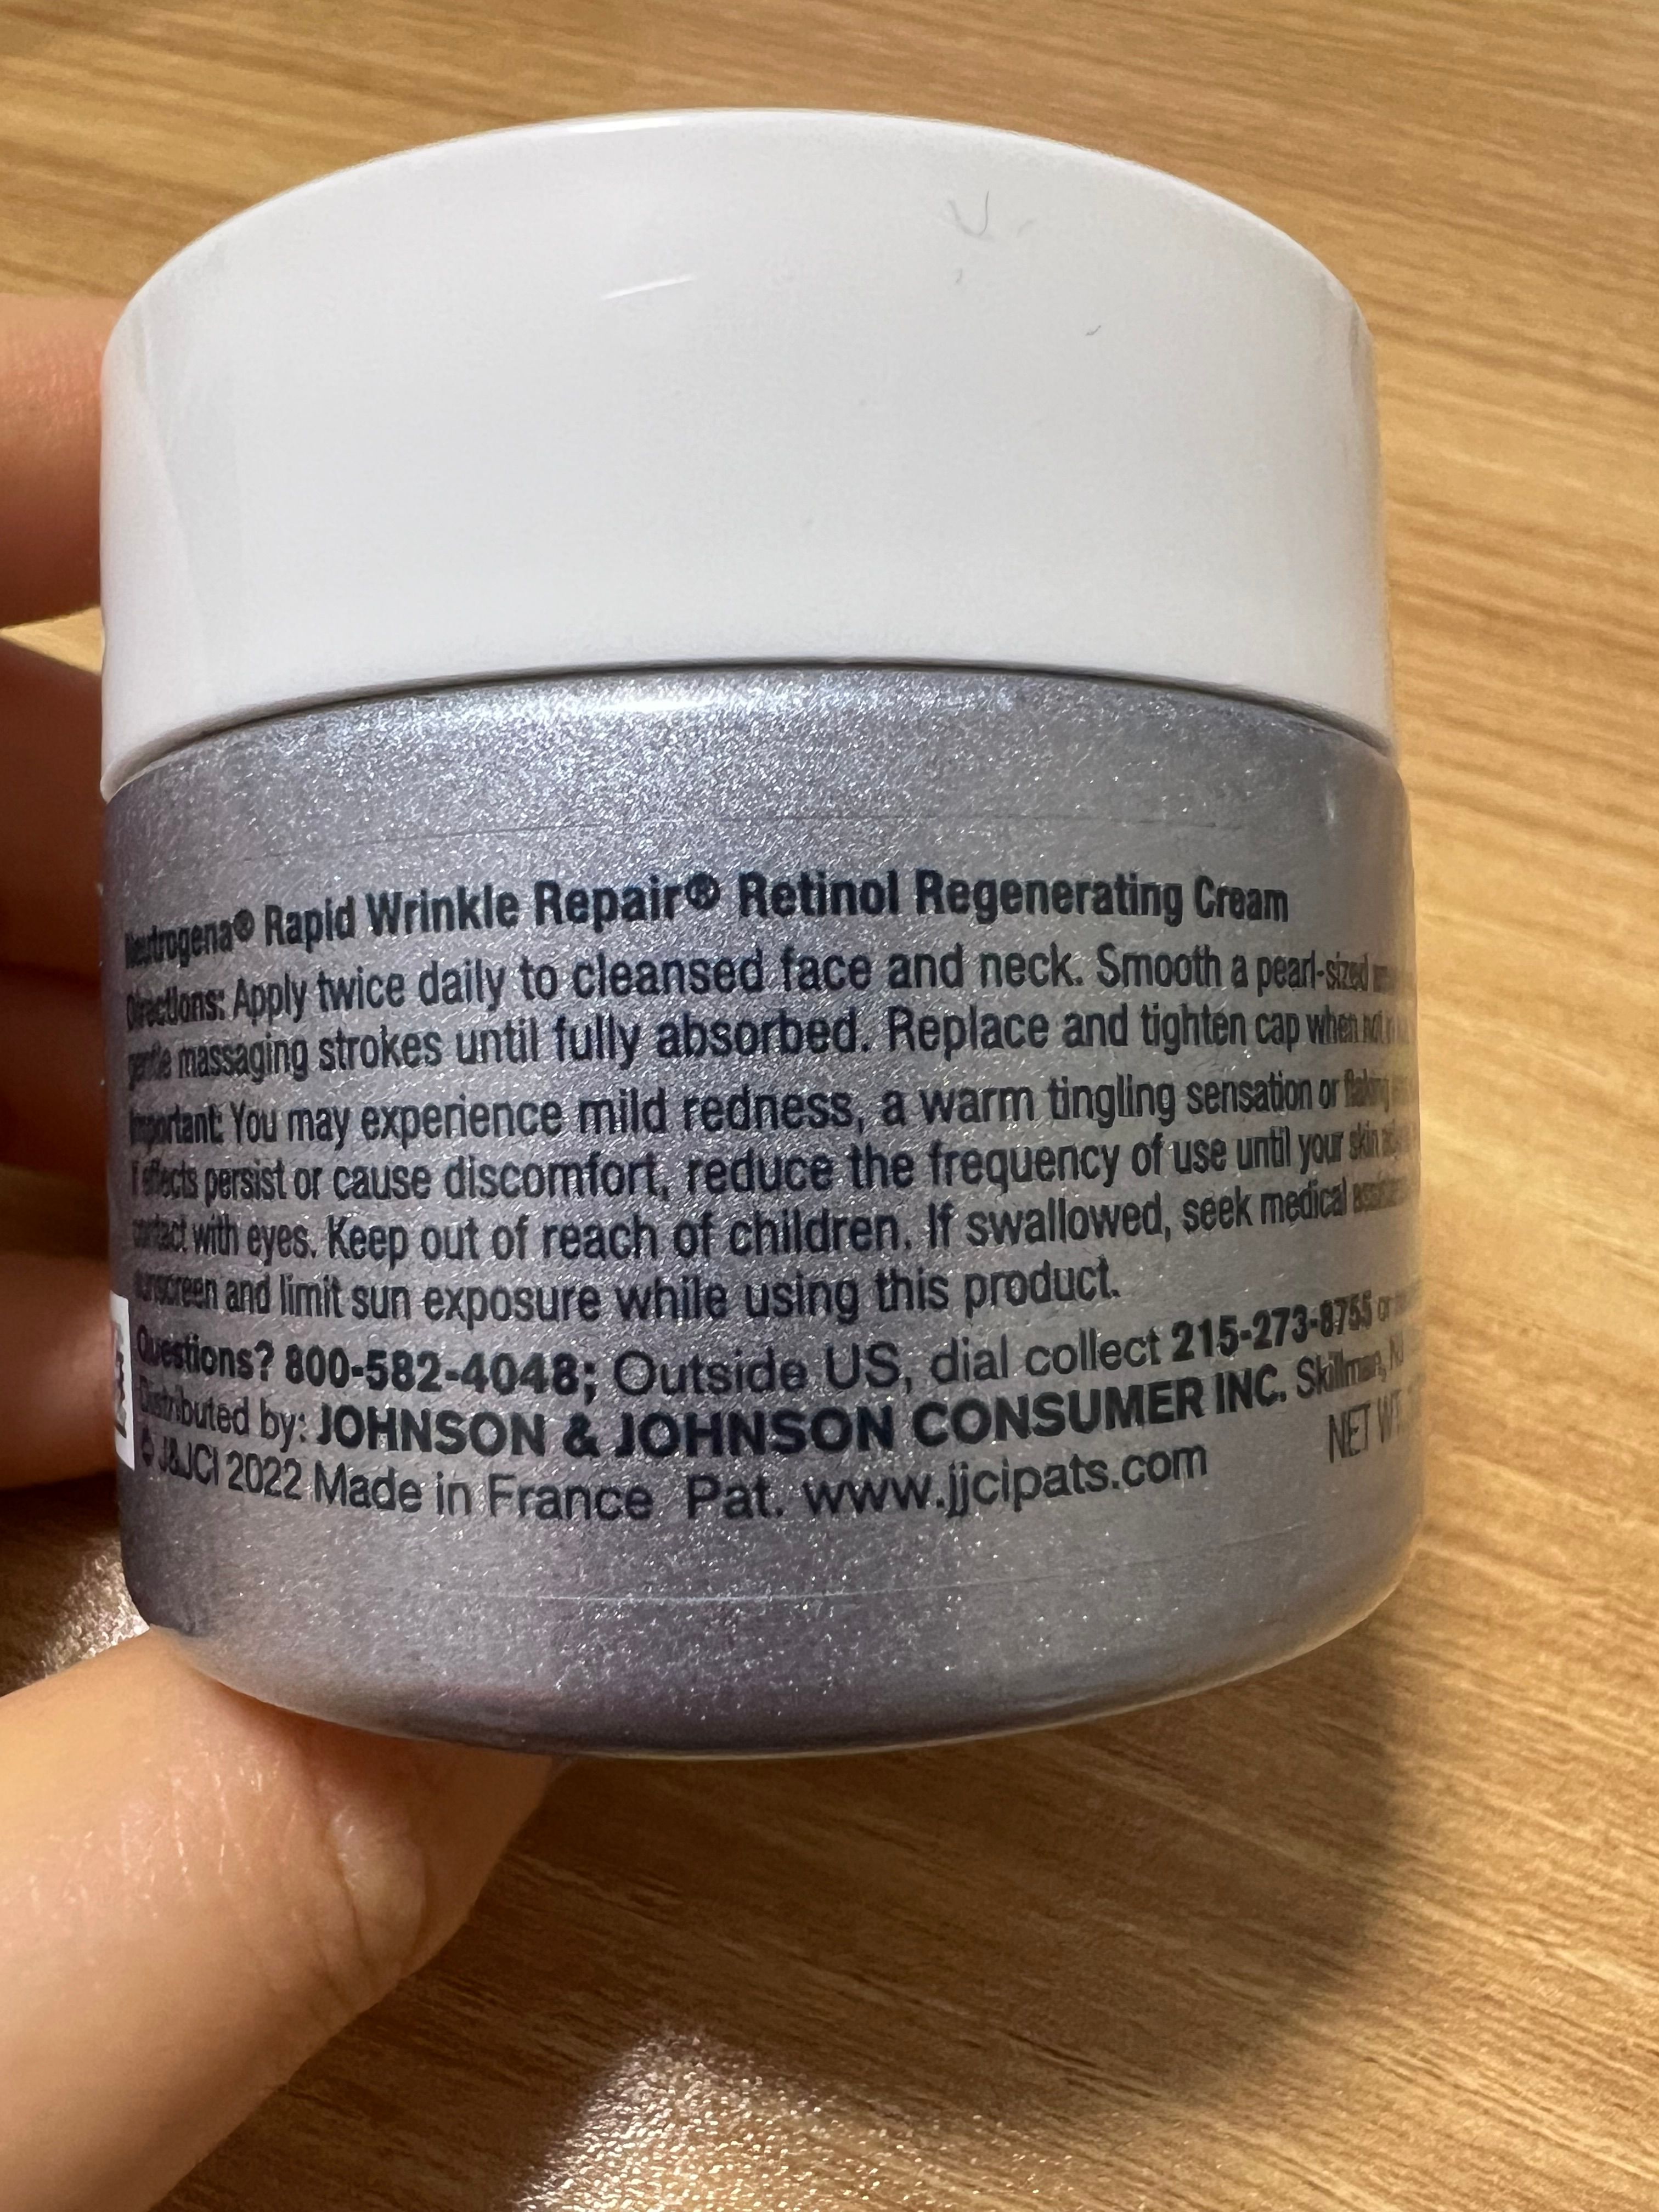 Neutrogena® Rapid Wrinkle Repair® Retinol Regenerating Cream
Directions: Apply twice daily to cleansed face and neck. Smooth a pearl-sized
gentle massaging strokes until fully absorbed. Replace and tighten cap when not in
Important: You may experience mild redness, a warm tingling sensation or flaking
If effects persist or cause discomfort, reduce the frequency of use until your skin
contact with eyes. Keep out of reach of children. If swallowed, seek medical
sunscreen and limit sun exposure while using this product.
Questions? 800-582-4048; Outside US, dial collect 215-273-8755 or
Distributed by: JOHNSON & JOHNSON CONSUMER INC. Skillman, NJ
© J&JCI 2022 Made in France Pat. www.jjcipats.com NET WT.